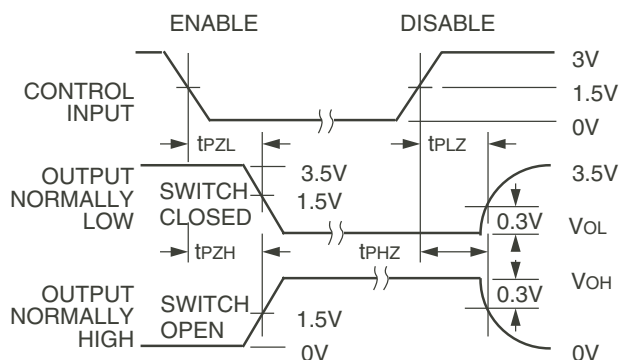 ENABLE DISABLE
3V
CONTROL
INPUT
1.5V
0V
tPZL tPLZ
OUTPUT
NORMALLY
LOW
SWITCH
CLOSED
3.5V
1.5V
3.5V
0.3V
VOL
tPZH tPHZ
OUTPUT
NORMALLY
HIGH
SWITCH
OPEN
1.5V
0V
VOH
0.3V
0V